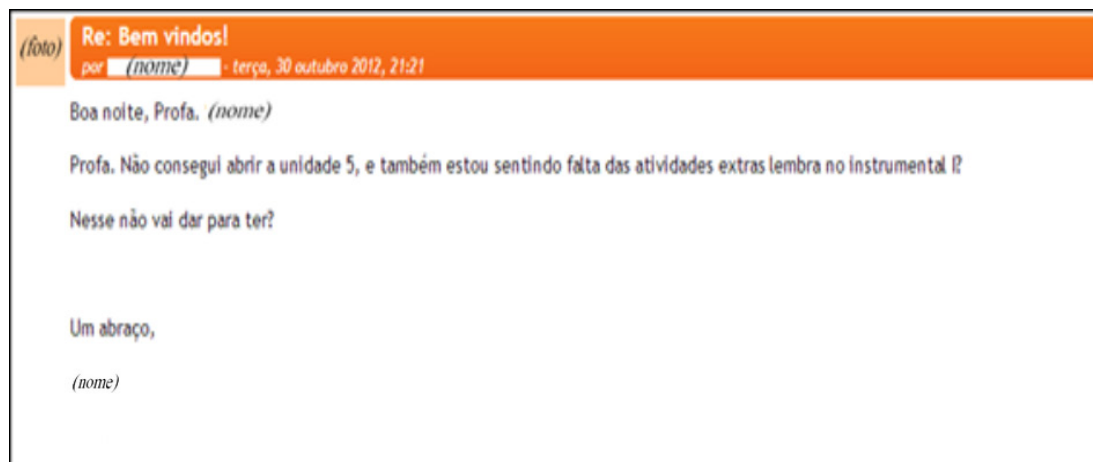 (foto)
Re: Bem vindos!
por (nome) - terça, 30 outubro 2012, 21:21
Boa noite, Profa. (nome)
Profa. Não consegui abrir a unidade 5, e também estou sentindo falta das atividades extras lembra no instrumental I?
Nesse não vai dar para ter?
Um abraço,
(nome)